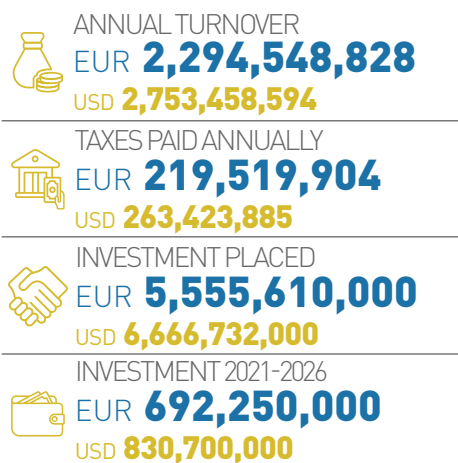 ANNUAL TURNOVER
EUR 2,294,548,828
USD 2,753,458,594
TAXES PAID ANNUALLY
EUR 219,519,904
USD 263,423,885
INVESTMENT PLACED
EUR 5,555,610,000
USD 6,666,732,000
INVESTMENT 2021-2026
EUR 692,250,000
USD 830,700,000